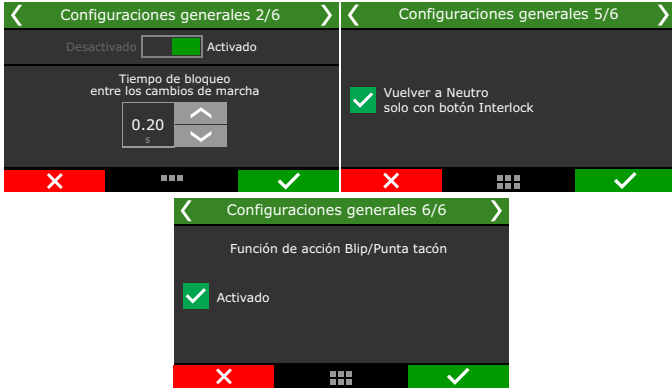 Configuraciones generales 2/6
Desactivado Activado
Tiempo de bloqueo
entre los cambios de marcha
0.20
s
Configuraciones generales 5/6
Vuelver a Neutro
solo con botón Interlock
Configuraciones generales 6/6
Función de acción Blip/Punta tacón
Activado